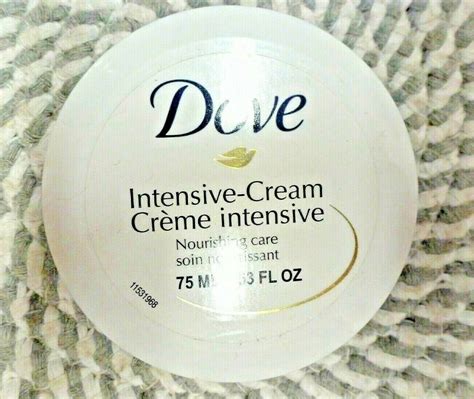 Dove
Intensive-Cream
Crème intensive
Nourishing care
soin
75 FL OZ
11531968